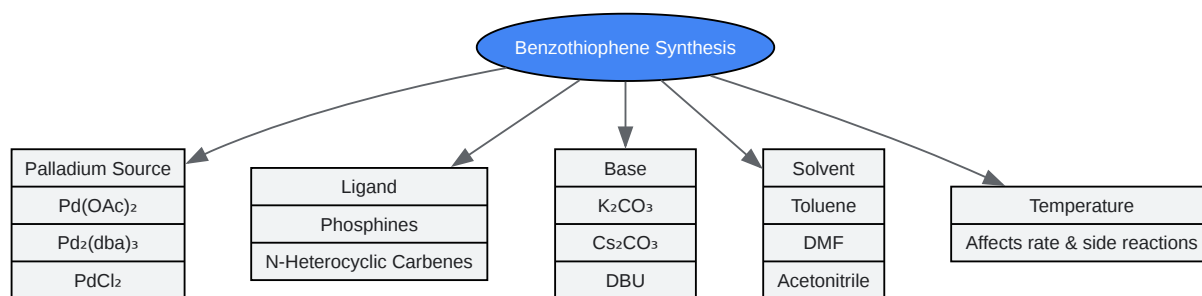 Benzothiophene Synthesis
Palladium Source
Pd(OAc)₂
Pd₂(dba)₃
PdCl₂
Ligand
Phosphines
N-Heterocyclic Carbenes
Base
K₂CO₃
Cs₂CO₃
DBU
Solvent
Toluene
DMF
Acetonitrile
Temperature
Affects rate & side reactions